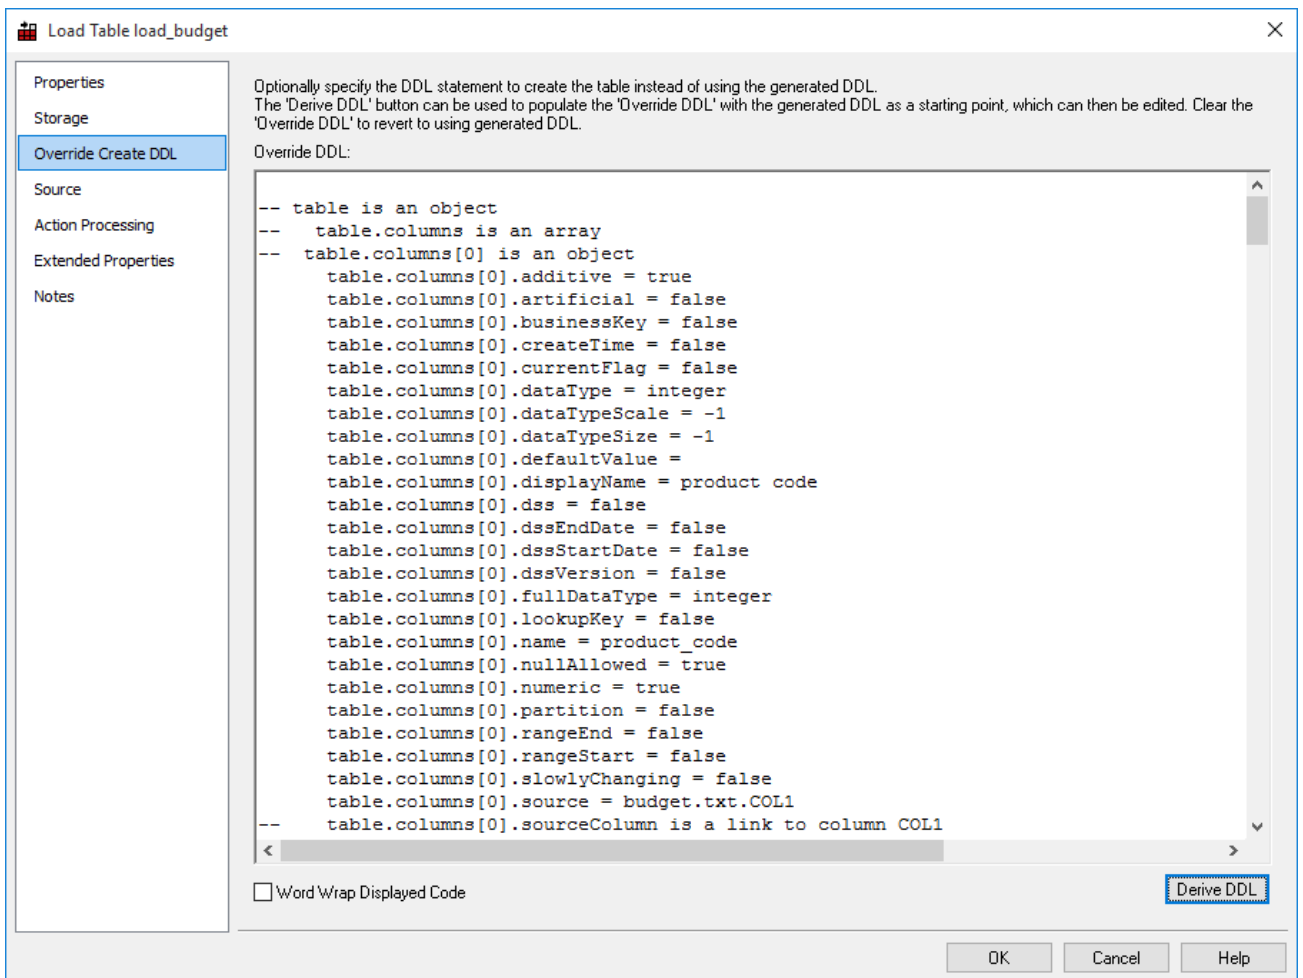 Load Table load_budget
Properties
Storage
Override Create DDL
Source
Action Processing
Extended Properties
Notes
Optionally specify the DDL statement to create the table instead of using the generated DDL.
The 'Derive DDL' button can be used to populate the 'Override DDL' with the generated DDL as a starting point, which can then be edited. Clear the
'Override DDL' to revert to using generated DDL.
Override DDL:
-- table is an object
--   table.columns is an array
--  table.columns[0] is an object
      table.columns[0].additive = true
      table.columns[0].artificial = false
      table.columns[0].businessKey = false
      table.columns[0].createTime = false
      table.columns[0].currentFlag = false
      table.columns[0].dataType = integer
      table.columns[0].dataTypeScale = -1
      table.columns[0].dataTypeSize = -1
      table.columns[0].defaultValue =
      table.columns[0].displayName = product code
      table.columns[0].dss = false
      table.columns[0].dssEndDate = false
      table.columns[0].dssStartDate = false
      table.columns[0].dssVersion = false
      table.columns[0].fullDataType = integer
      table.columns[0].lookupKey = false
      table.columns[0].name = product_code
      table.columns[0].nullAllowed = true
      table.columns[0].numeric = true
      table.columns[0].partition = false
      table.columns[0].rangeEnd = false
      table.columns[0].rangeStart = false
      table.columns[0].slowlyChanging = false
      table.columns[0].source = budget.txt.COL1
--    table.columns[0].sourceColumn is a link to column COL1
Word Wrap Displayed Code
Derive DDL
OK
Cancel
Help